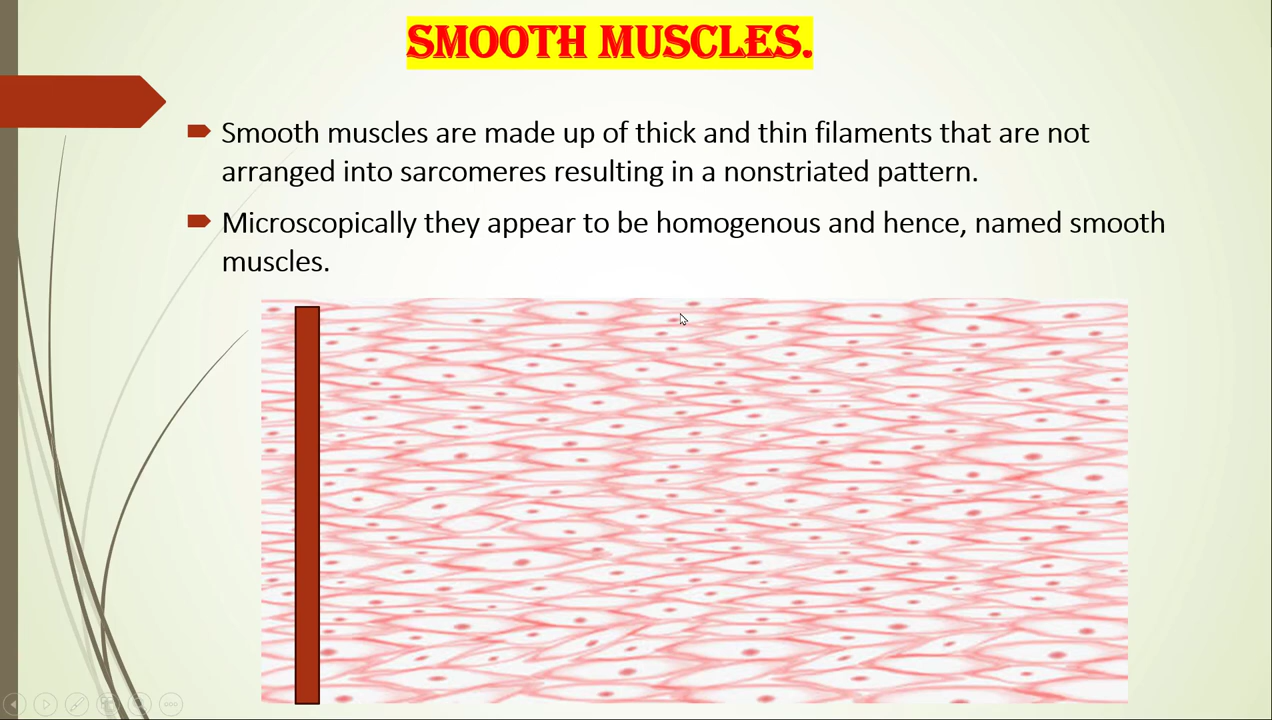 SMOOTH MUSCLES.
Smooth muscles are made up of thick and thin filaments that are not
arranged into sarcomeres resulting in a nonstriated pattern.
Microscopically they appear to be homogenous and hence, named smooth
muscles.